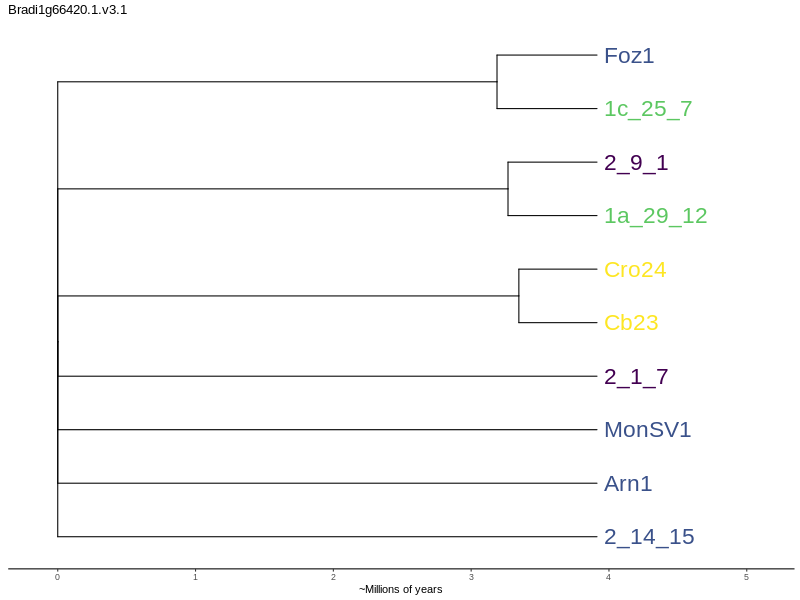 Bradi1g66420.1.v3.1
Foz1
1c_25_7
2_9_1
1a_29_12
Cro24
Cb23
2_1_7
MonSV1
Arn1
2_14_15
0 1 2 3 4 5
~Millions of years